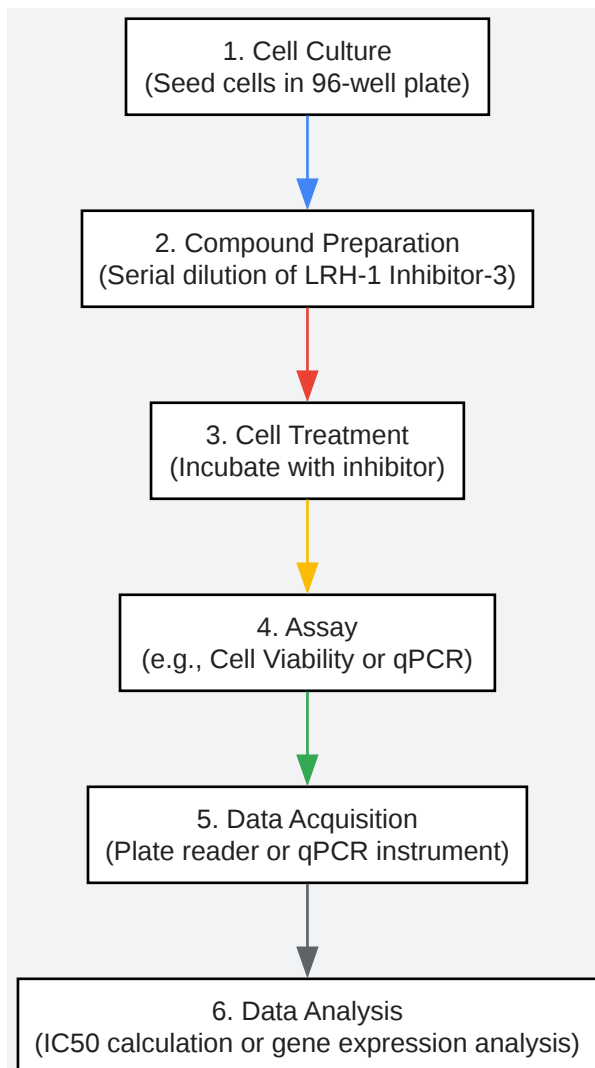 1. Cell Culture
(Seed cells in 96-well plate)
2. Compound Preparation
(Serial dilution of LRH-1 Inhibitor-3)
3. Cell Treatment
(Incubate with inhibitor)
4. Assay
(e.g., Cell Viability or qPCR)
5. Data Acquisition
(Plate reader or qPCR instrument)
6. Data Analysis
(IC50 calculation or gene expression analysis)